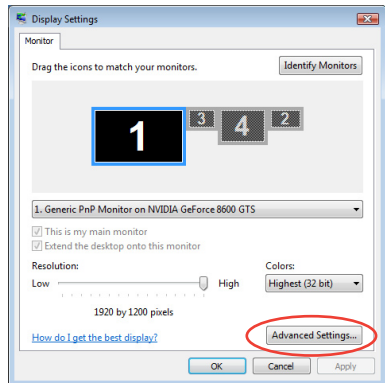 Display Settings
Monitor
Drag the icons to match your monitors.
Identify Monitors
1
3
4
2
1. Generic PnP Monitor on NVIDIA GeForce 8600 GTS
This is my main monitor
Extend the desktop onto this monitor
Resolution:
Colors:
Low
High
Highest (32 bit)
1920 by 1200 pixels
How do I get the best display?
Advanced Settings...
OK
Cancel
Apply